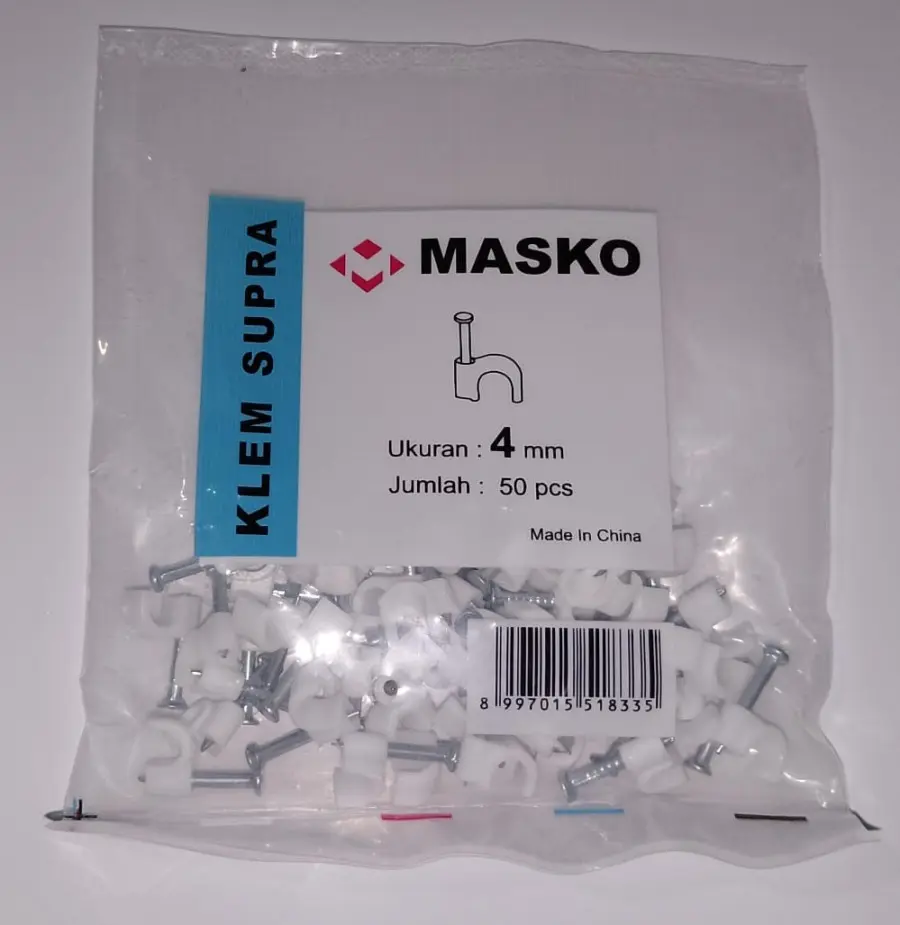 KLEM SUPRA
MASKO
Ukuran : 4 mm
Jumlah : 50 pcs
Made In China
8 997015 518335